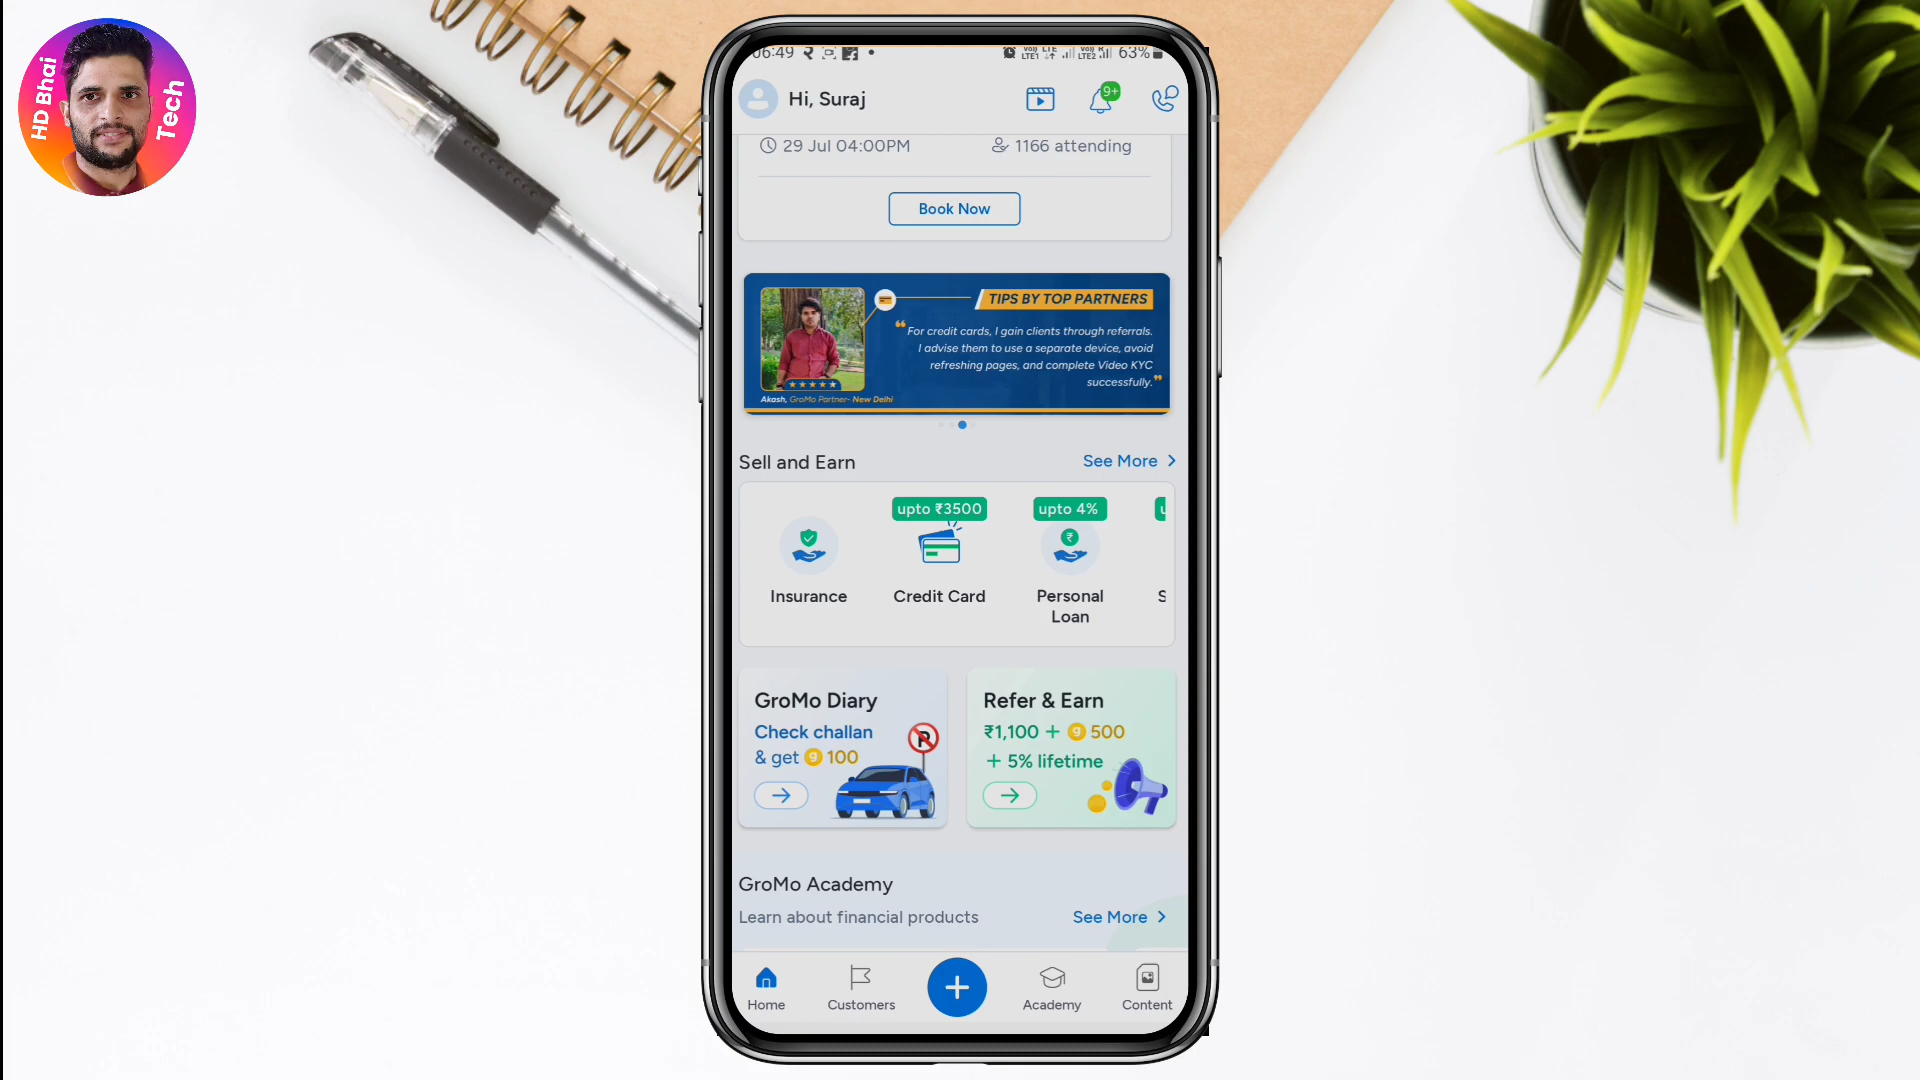 HD Bhai
Tech
06:49
63%
Hi, Suraj
9+
29 Jul 04:00PM
1166 attending
Book Now
TIPS BY TOP PARTNERS
“For credit cards, I gain clients through referrals.
I advise them to use a separate device, avoid
refreshing pages, and complete Video KYC
successfully.”
Akash, GroMo Partner- New Delhi
Sell and Earn
See More
upto ₹3500
upto 4%
Insurance
Credit Card
Personal
Loan
GroMo Diary
Check challan
& get g 100
P
Refer & Earn
₹1,100 + g 500
+ 5% lifetime
GroMo Academy
Learn about financial products
See More
Home
Customers
Academy
Content